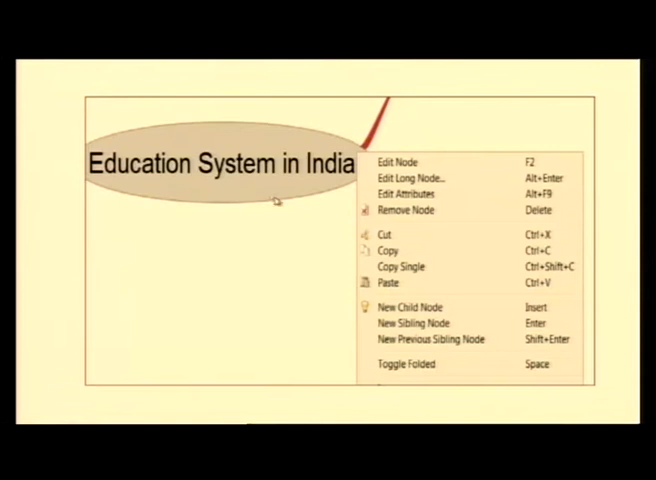 Education System in India
Edit Node F2
Edit Long Node... Alt+Enter
Edit Attributes Alt+F9
Remove Node Delete
Cut Ctrl+X
Copy Ctrl+C
Copy Single Ctrl+Shift+C
Paste Ctrl+V
New Child Node Insert
New Sibling Node Enter
New Previous Sibling Node Shift+Enter
Toggle Folded Space